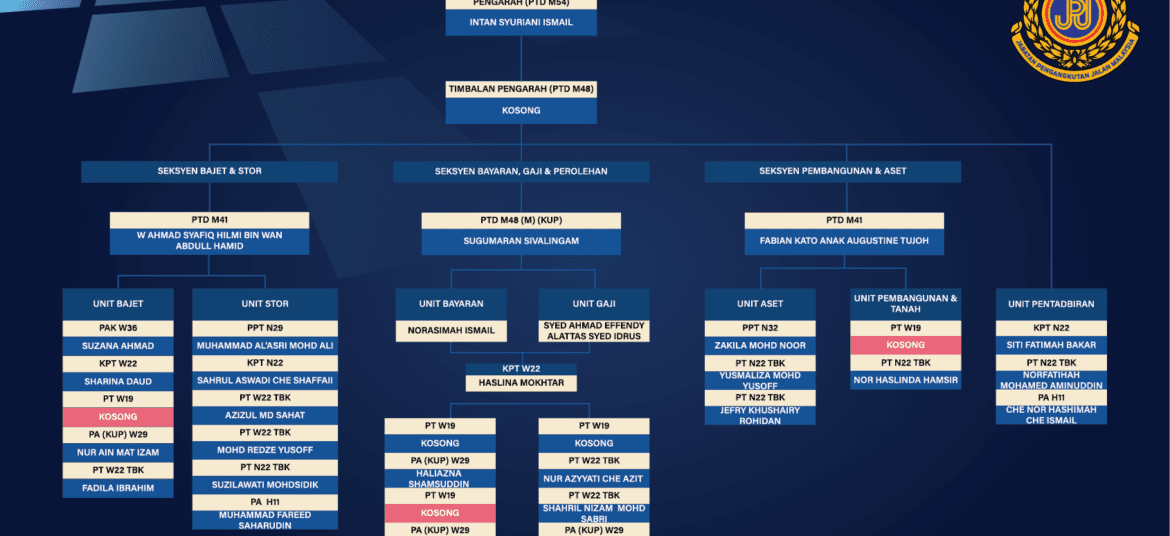 PENGARAH (PTD M54)
INTAN SYURIANI ISMAIL
JPJ
JABATAN PENGANGKUTAN JALAN MALAYSIA
TIMBALAN PENGARAH (PTD M48)
KOSONG
SEKSYEN BAJET & STOR
PTD M41
W AHMAD SYAFIQ HILMI BIN WAN
ABDULL HAMID
UNIT BAJET
PAK W36
SUZANA AHMAD
KPT W22
SHARINA DAUD
PT W19
KOSONG
PA (KUP) W29
NUR AIN MAT IZAM
PT W22 TBK
FADILA IBRAHIM
UNIT STOR
PPT N29
MUHAMMAD AL'ASRI MOHD ALI
KPT N22
SAHRUL ASWADI CHE SHAFFAII
PT W22 TBK
AZIZUL MD SAHAT
PT W22 TBK
MOHD REDZE YUSOFF
PT N22 TBK
SUZILAWATI MOHDSIDIK
PA H11
MUHAMMAD FAREED
SAHARUDIN
SEKSYEN BAYARAN, GAJI & PEROLEHAN
PTD M48 (M) (KUP)
SUGUMARAN SIVALINGAM
UNIT BAYARAN
NORASIMAH ISMAIL
UNIT GAJI
SYED AHMAD EFFENDY
ALATTAS SYED IDRUS
KPT W22
HASLINA MOKHTAR
PT W19
KOSONG
PA (KUP) W29
HALIAZNA
SHAMSUDDIN
PT W19
KOSONG
PA (KUP) W29
PT W19
KOSONG
PT W22 TBK
NUR AZYYATI CHE AZIT
PT W22 TBK
SHAHRIL NIZAM MOHD
SABRI
PA (KUP) W29
SEKSYEN PEMBANGUNAN & ASET
PTD M41
FABIAN KATO ANAK AUGUSTINE TUJOH
UNIT ASET
PPT N32
ZAKILA MOHD NOOR
PT N22 TBK
YUSMALIZA MOHD
YUSOFF
PT N22 TBK
JEFRY KHUSHAIRY
ROHIDAN
UNIT PEMBANGUNAN &
TANAH
PT W19
KOSONG
PT N22 TBK
NOR HASLINDA HAMSIR
UNIT PENTADBIRAN
KPT N22
SITI FATIMAH BAKAR
PT N22 TBK
NORFATIHAH
MOHAMED AMINUDDIN
PA H11
CHE NOR HASHIMAH
CHE ISMAIL